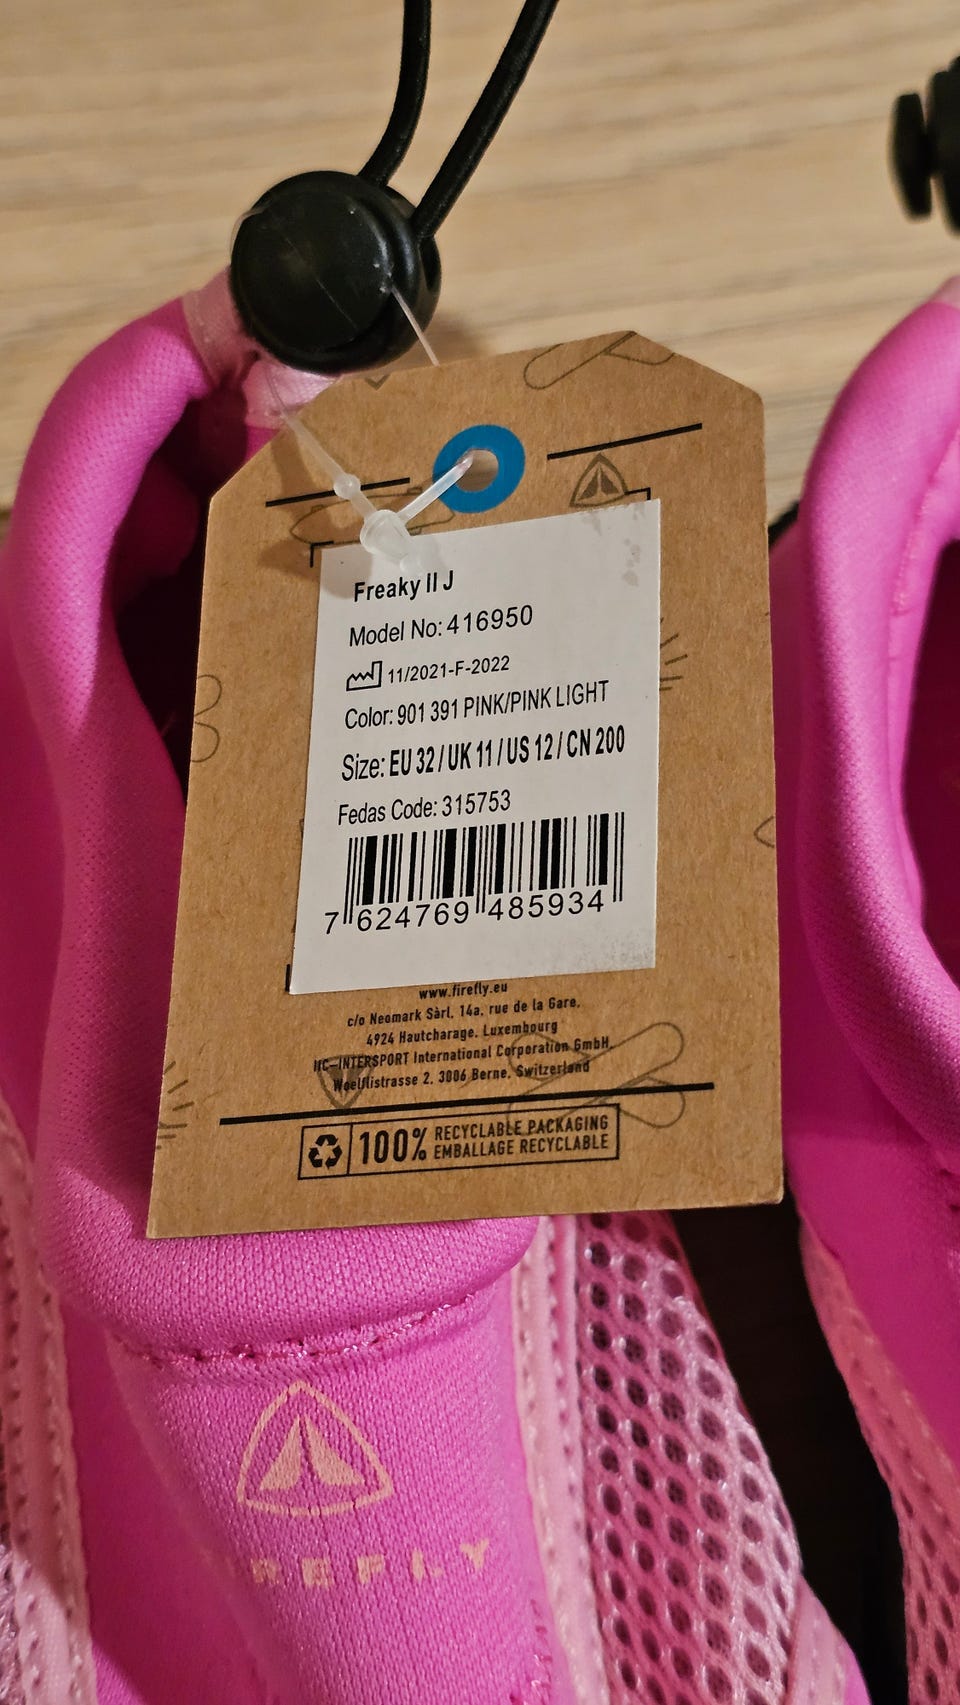 Freaky II J
Model No: 416950
11/2021-F-2022
Color: 901 391 PINK/PINK LIGHT
Size: EU 32 / UK 11 / US 12 / CN 200
Fedas Code: 315753
7 624769 485934
www.firefly.eu
c/o Neomark Sàrl, 14a, rue de la Gare,
4924 Hautcharage, Luxembourg
IIC-INTERSPORT International Corporation GmbH
Woelflistrasse 2, 3006 Berne, Switzerland
100% RECYCLABLE PACKAGING
EMBALLAGE RECYCLABLE
REFLY